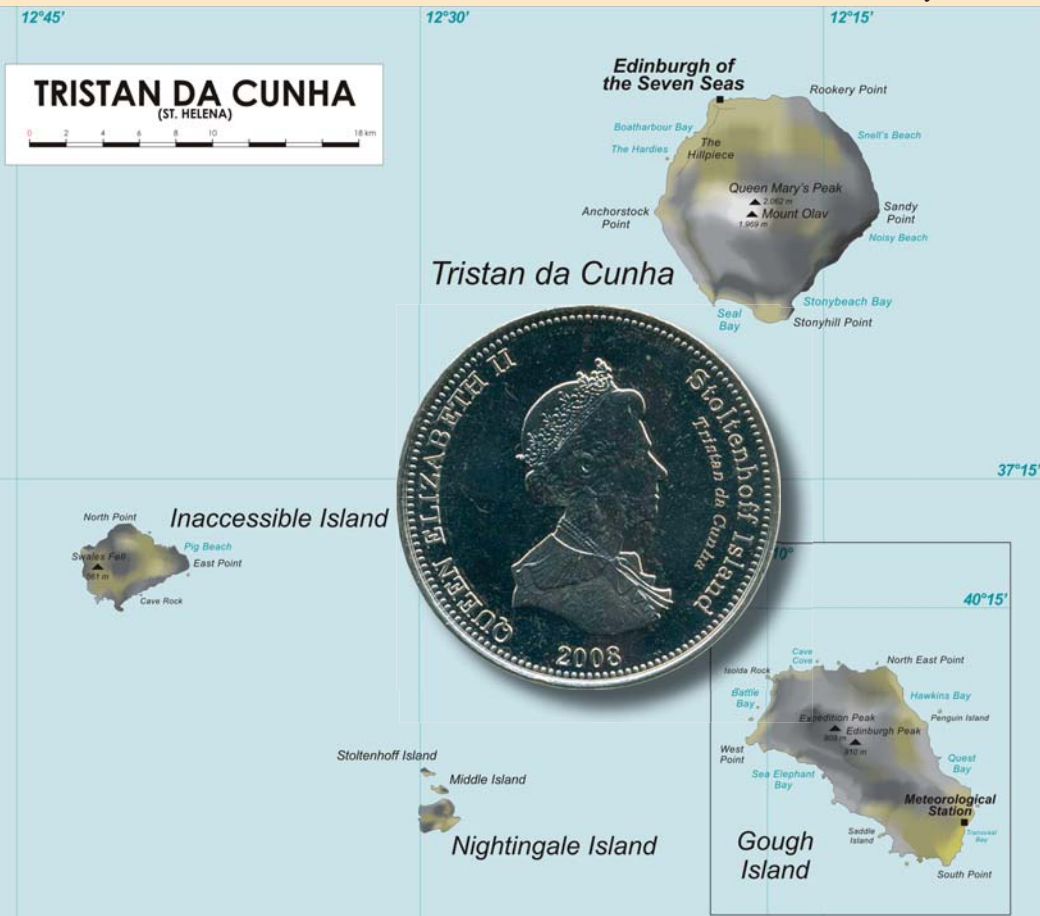 12°45'
12°30'
12°15'
TRISTAN DA CUNHA
(ST. HELENA)
0 2 4 6 8 10 18 km
Edinburgh of
the Seven Seas
Rookery Point
Boatharbour Bay
Snell's Beach
The Hardies
The
Hillpiece
Queen Mary's Peak
2.062 m
Mount Olav
1.969 m
Anchorstock
Point
Sandy
Point
Noisy Beach
Tristan da Cunha
Stonybeach Bay
Seal
Bay
Stonyhill Point
QUEEN ELIZABETH II
Stoltenhoff Island
Tristan da Cunha
2008
37°15'
North Point
Inaccessible Island
Pig Beach
Swales Fell
561 m
East Point
Cave Rock
10°
40°15'
Cave
Cove
North East Point
Isolda Rock
Battle
Bay
Hawkins Bay
Penguin Island
Expedition Peak
Edinburgh Peak
910 m
West
Point
Quest
Bay
Sea Elephant
Bay
Stoltenhoff Island
Middle Island
Meteorological
Station
Transvaal
Bay
Saddle
Island
Nightingale Island
Gough
Island
South Point